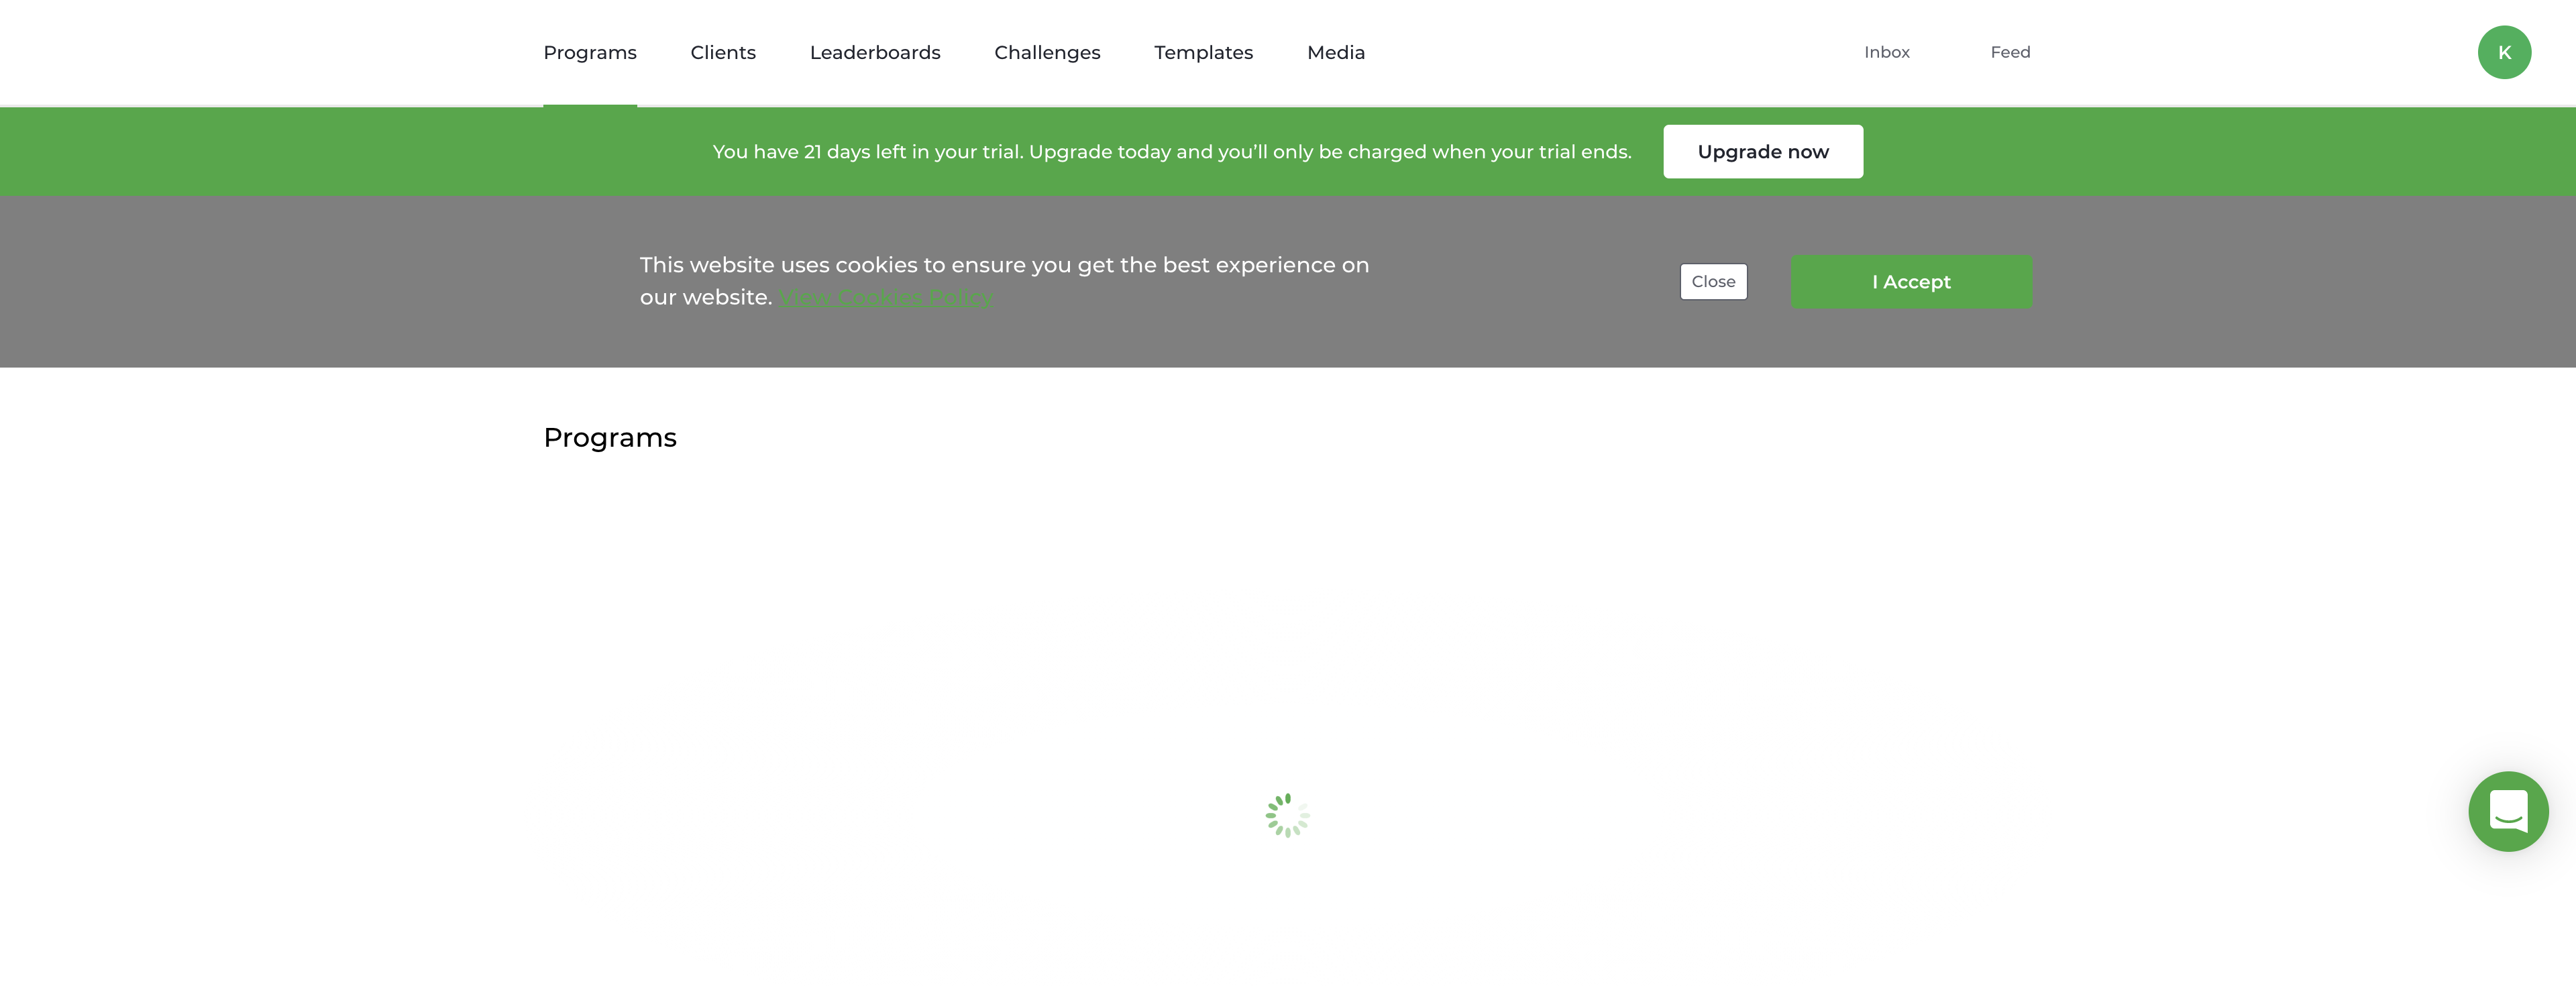 Programs Clients Leaderboards Challenges Templates Media Inbox Feed K
You have 21 days left in your trial. Upgrade today and you’ll only be charged when your trial ends. Upgrade now
This website uses cookies to ensure you get the best experience on
our website. View Cookies Policy
Close I Accept
Programs